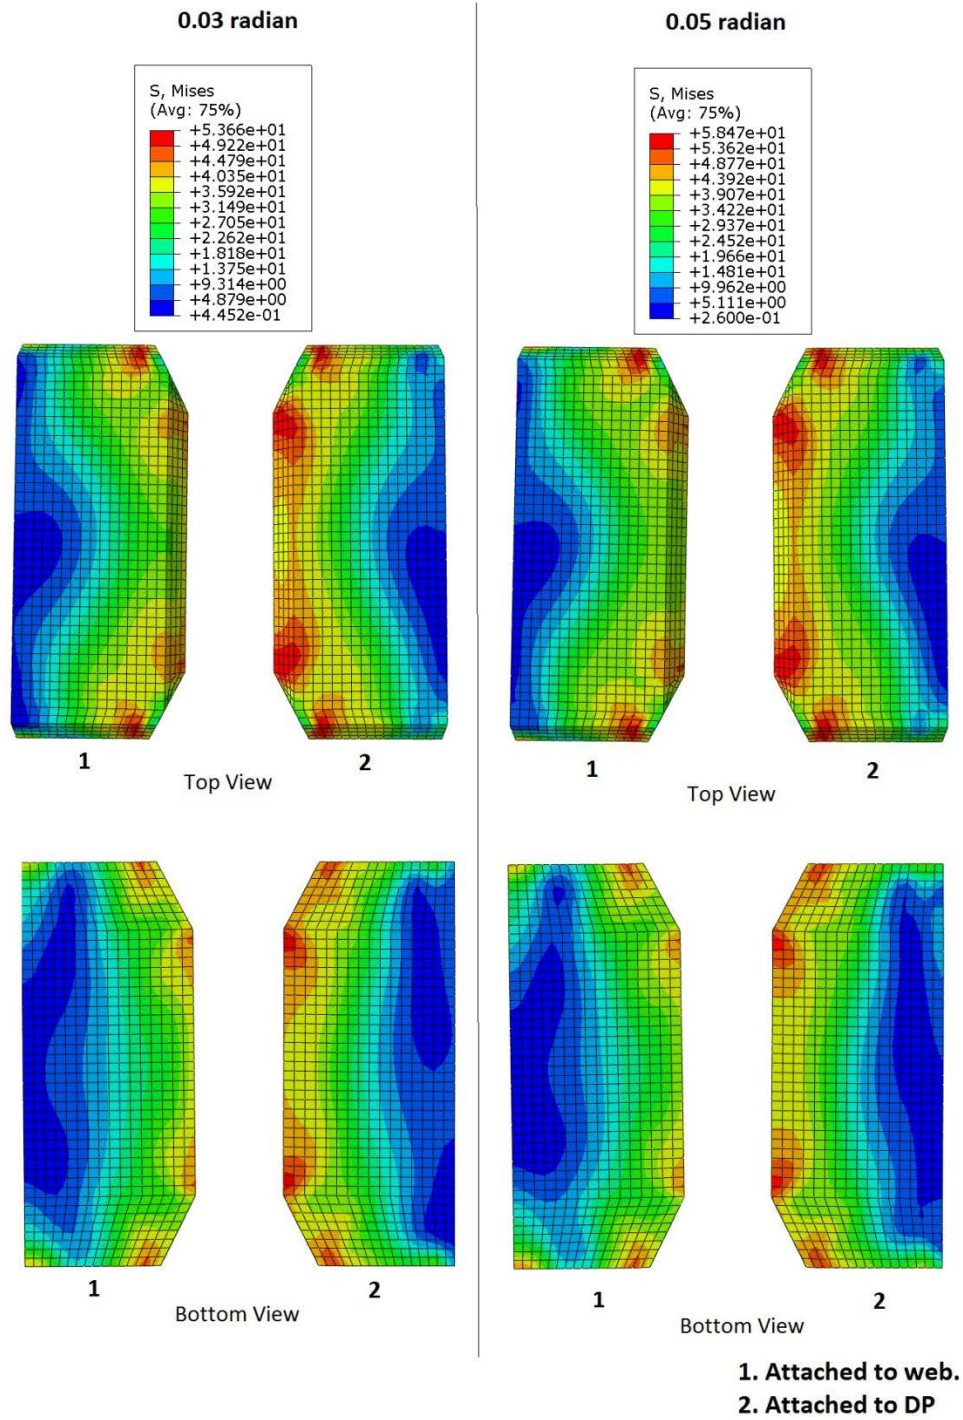 0.03 radian
S, Mises
(Avg: 75%)
+5.366e+01
+4.922e+01
+4.479e+01
+4.035e+01
+3.592e+01
+3.149e+01
+2.705e+01
+2.262e+01
+1.818e+01
+1.375e+01
+9.314e+00
+4.879e+00
+4.452e-01
1
2
Top View
1
2
Bottom View
0.05 radian
S, Mises
(Avg: 75%)
+5.847e+01
+5.362e+01
+4.877e+01
+4.392e+01
+3.907e+01
+3.422e+01
+2.937e+01
+2.452e+01
+1.966e+01
+1.481e+01
+9.962e+00
+5.111e+00
+2.600e-01
1
2
Top View
1
2
Bottom View
1. Attached to web.
2. Attached to DP